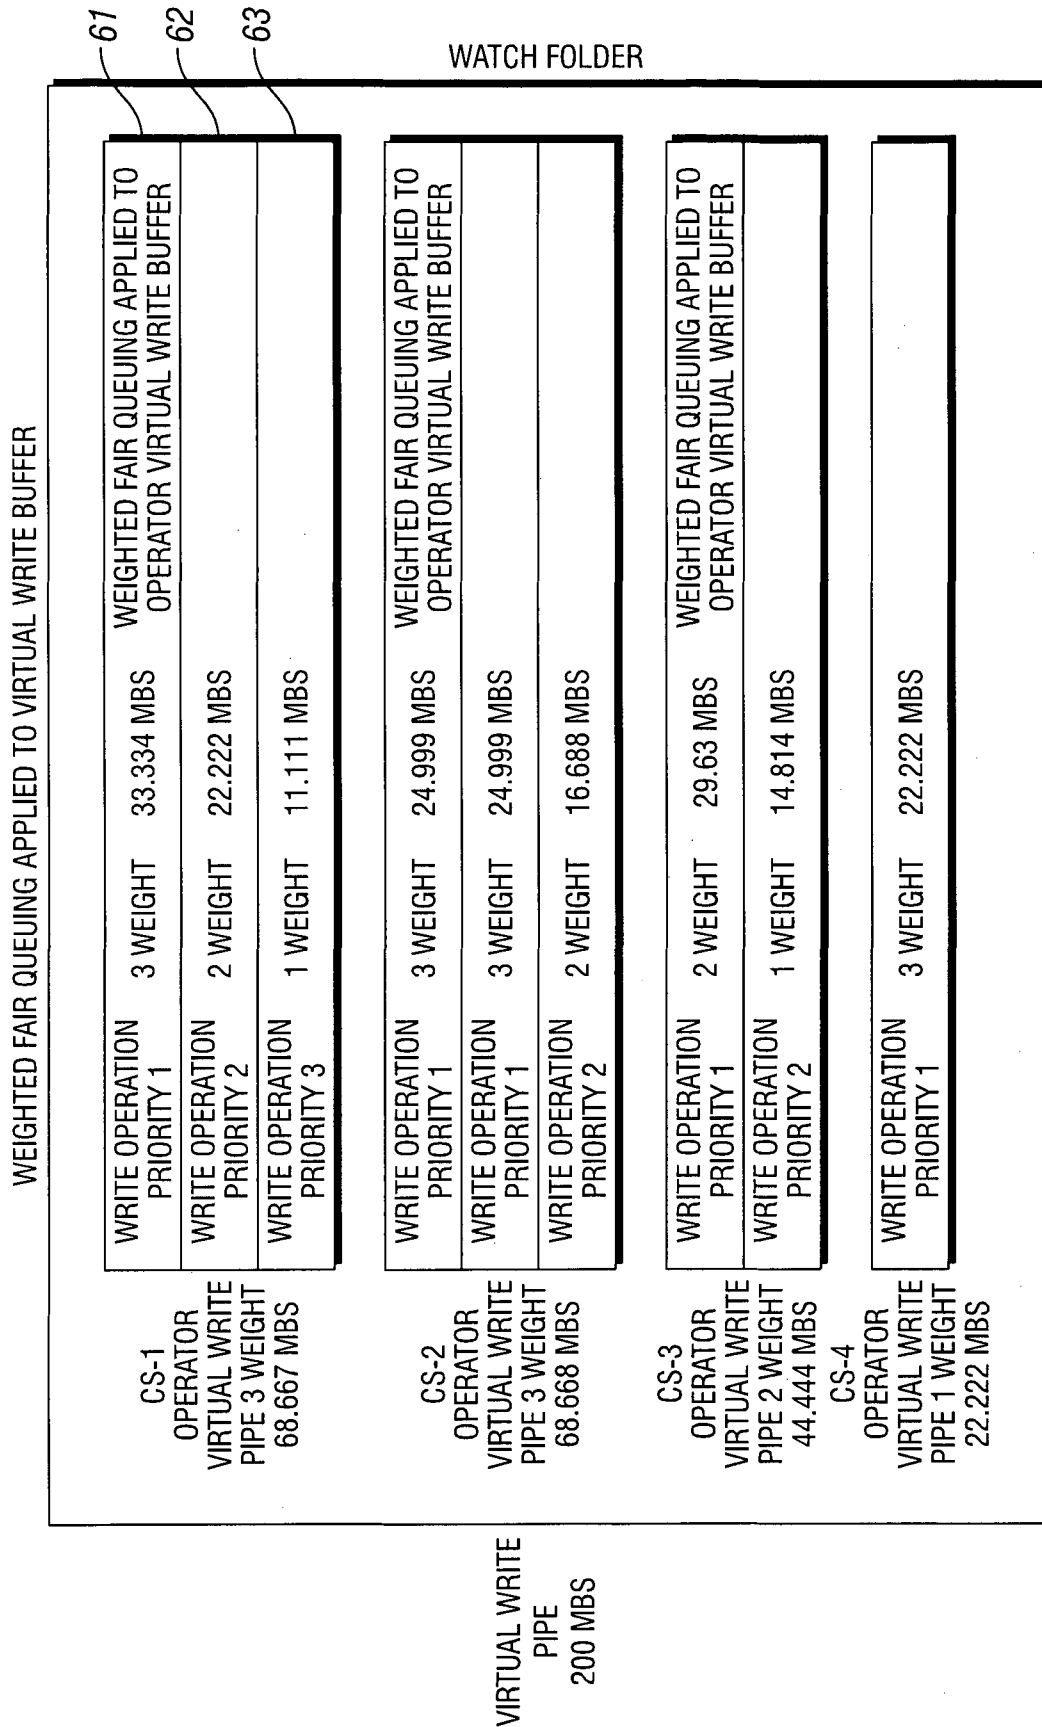 WEIGHTED FAIR QUEUING APPLIED TO VIRTUAL WRITE BUFFER
VIRTUAL WRITE
PIPE
200 MBS
CS-1
OPERATOR
VIRTUAL WRITE
PIPE 3 WEIGHT
68.667 MBS
WRITE OPERATION
PRIORITY 1
3 WEIGHT
33.334 MBS
WEIGHTED FAIR QUEUING APPLIED TO
OPERATOR VIRTUAL WRITE BUFFER
61
WRITE OPERATION
PRIORITY 2
2 WEIGHT
22.222 MBS
62
WRITE OPERATION
PRIORITY 3
1 WEIGHT
11.111 MBS
63
CS-2
OPERATOR
VIRTUAL WRITE
PIPE 3 WEIGHT
68.668 MBS
WRITE OPERATION
PRIORITY 1
3 WEIGHT
24.999 MBS
WEIGHTED FAIR QUEUING APPLIED TO
OPERATOR VIRTUAL WRITE BUFFER
WRITE OPERATION
PRIORITY 1
3 WEIGHT
24.999 MBS
WRITE OPERATION
PRIORITY 2
2 WEIGHT
16.688 MBS
CS-3
OPERATOR
VIRTUAL WRITE
PIPE 2 WEIGHT
44.444 MBS
WRITE OPERATION
PRIORITY 1
2 WEIGHT
29.63 MBS
WEIGHTED FAIR QUEUING APPLIED TO
OPERATOR VIRTUAL WRITE BUFFER
WRITE OPERATION
PRIORITY 2
1 WEIGHT
14.814 MBS
CS-4
OPERATOR
VIRTUAL WRITE
PIPE 1 WEIGHT
22.222 MBS
WRITE OPERATION
PRIORITY 1
3 WEIGHT
22.222 MBS
WATCH FOLDER